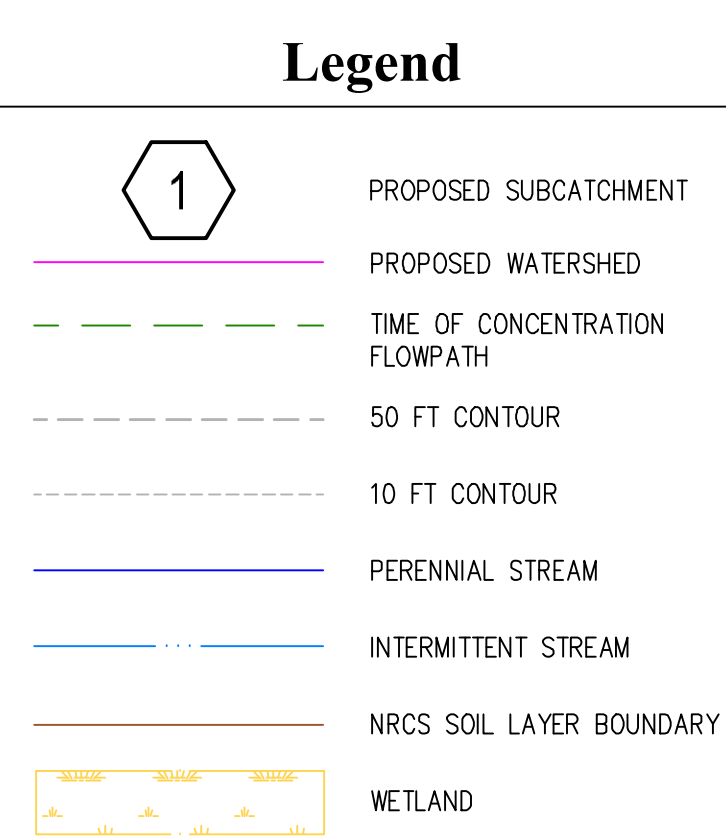 Legend
1
PROPOSED SUBCATCHMENT
PROPOSED WATERSHED
TIME OF CONCENTRATION
FLOWPATH
50 FT CONTOUR
10 FT CONTOUR
PERENNIAL STREAM
INTERMITTENT STREAM
NRCS SOIL LAYER BOUNDARY
WETLAND